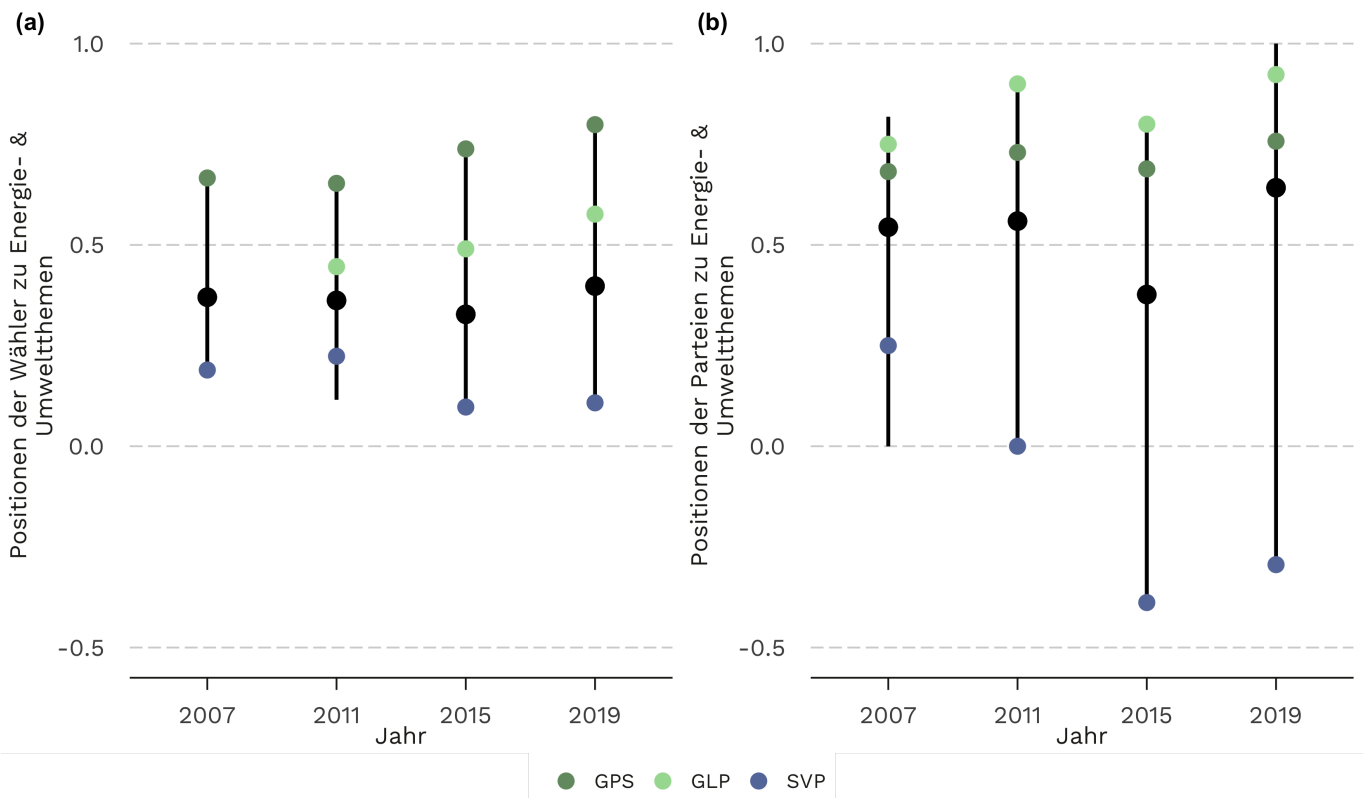 (a)
Positionen der Wähler zu Energie- &
Umweltthemen
1.0
0.5
0.0
-0.5
2007 2011 2015 2019
Jahr
(b)
Positionen der Parteien zu Energie- &
Umweltthemen
1.0
0.5
0.0
-0.5
2007 2011 2015 2019
Jahr
GPS GLP SVP